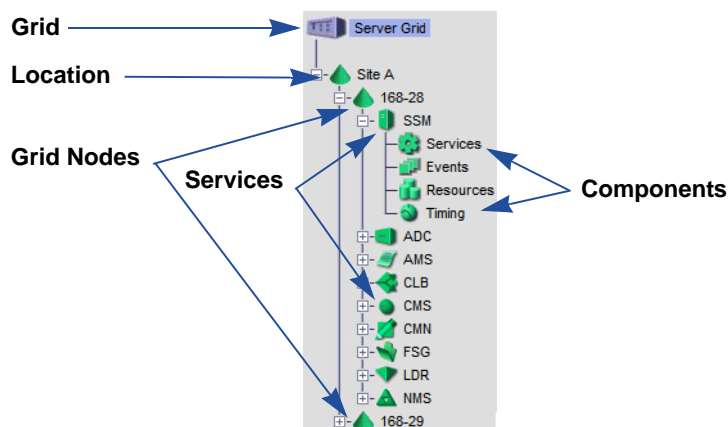 Grid
Server Grid
Location
Site A
168-28
SSM
Grid Nodes
Services
Services
Events
Resources
Timing
Components
ADC
AMS
CLB
CMS
CMN
FSG
LDR
NMS
168-29